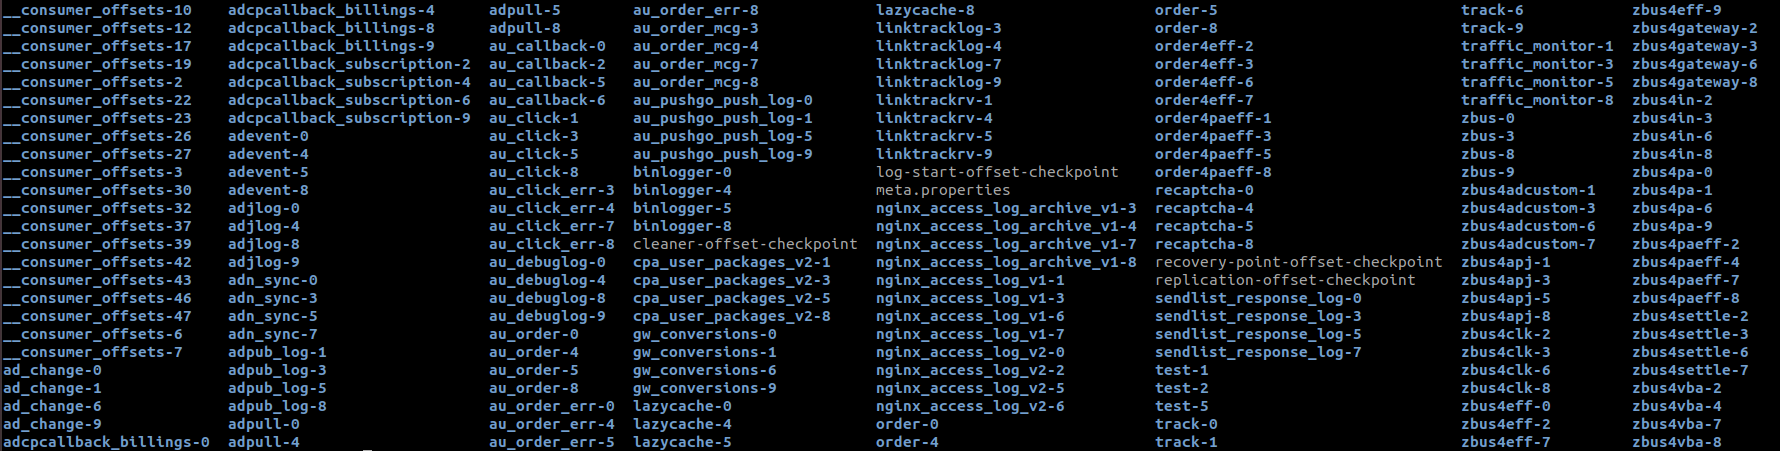 __consumer_offsets-10 adcpcallback_billings-4 adpull-5 au_order_err-8 lazycache-8 order-5 track-6 zbus4eff-9
__consumer_offsets-12 adcpcallback_billings-8 adpull-8 au_order_mcg-3 linktracklog-3 order-8 track-9 zbus4gateway-2
__consumer_offsets-17 adcpcallback_billings-9 au_callback-0 au_order_mcg-4 linktracklog-4 order4eff-2 traffic_monitor-1 zbus4gateway-3
__consumer_offsets-19 adcpcallback_subscription-2 au_callback-2 au_order_mcg-7 linktracklog-7 order4eff-3 traffic_monitor-3 zbus4gateway-6
__consumer_offsets-2 adcpcallback_subscription-4 au_callback-5 au_order_mcg-8 linktracklog-9 order4eff-6 traffic_monitor-5 zbus4gateway-8
__consumer_offsets-22 adcpcallback_subscription-6 au_callback-6 au_pushgo_push_log-0 linktrackrv-1 order4eff-7 traffic_monitor-8 zbus4in-2
__consumer_offsets-23 adcpcallback_subscription-9 au_click-1 au_pushgo_push_log-1 linktrackrv-4 order4paeff-1 zbus-0 zbus4in-3
__consumer_offsets-26 adevent-0 au_click-3 au_pushgo_push_log-5 linktrackrv-5 order4paeff-3 zbus-3 zbus4in-6
__consumer_offsets-27 adevent-4 au_click-5 au_pushgo_push_log-9 linktrackrv-9 order4paeff-5 zbus-8 zbus4in-8
__consumer_offsets-3 adevent-5 au_click-8 binlogger-0 log-start-offset-checkpoint order4paeff-8 zbus-9 zbus4pa-0
__consumer_offsets-30 adevent-8 au_click_err-3 binlogger-4 meta.properties recaptcha-0 zbus4adcustom-1 zbus4pa-1
__consumer_offsets-32 adjlog-0 au_click_err-4 binlogger-5 nginx_access_log_archive_v1-3 recaptcha-4 zbus4adcustom-3 zbus4pa-6
__consumer_offsets-37 adjlog-4 au_click_err-7 binlogger-8 nginx_access_log_archive_v1-4 recaptcha-5 zbus4adcustom-6 zbus4pa-9
__consumer_offsets-39 adjlog-8 au_click_err-8 cleaner-offset-checkpoint nginx_access_log_archive_v1-7 recaptcha-8 zbus4adcustom-7 zbus4paeff-2
__consumer_offsets-42 adjlog-9 au_debuglog-0 cpa_user_packages_v2-1 nginx_access_log_archive_v1-8 recovery-point-offset-checkpoint zbus4apj-1 zbus4paeff-4
__consumer_offsets-43 adn_sync-0 au_debuglog-4 cpa_user_packages_v2-3 nginx_access_log_v1-1 replication-offset-checkpoint zbus4apj-3 zbus4paeff-7
__consumer_offsets-46 adn_sync-3 au_debuglog-8 cpa_user_packages_v2-5 nginx_access_log_v1-3 sendlist_response_log-0 zbus4apj-5 zbus4paeff-8
__consumer_offsets-47 adn_sync-5 au_debuglog-9 cpa_user_packages_v2-8 nginx_access_log_v1-6 sendlist_response_log-3 zbus4apj-8 zbus4settle-2
__consumer_offsets-6 adn_sync-7 au_order-0 gw_conversions-0 nginx_access_log_v1-7 sendlist_response_log-5 zbus4clk-2 zbus4settle-3
__consumer_offsets-7 adpub_log-1 au_order-4 gw_conversions-1 nginx_access_log_v2-0 sendlist_response_log-7 zbus4clk-3 zbus4settle-6
ad_change-0 adpub_log-3 au_order-5 gw_conversions-6 nginx_access_log_v2-2 test-1 zbus4clk-6 zbus4settle-7
ad_change-1 adpub_log-5 au_order-8 gw_conversions-9 nginx_access_log_v2-5 test-2 zbus4clk-8 zbus4vba-2
ad_change-6 adpub_log-8 au_order_err-0 lazycache-0 nginx_access_log_v2-6 test-5 zbus4eff-0 zbus4vba-4
ad_change-9 adpull-0 au_order_err-4 lazycache-4 order-0 track-0 zbus4eff-2 zbus4vba-7
adcpcallback_billings-0 adpull-4 au_order_err-5 lazycache-5 order-4 track-1 zbus4eff-7 zbus4vba-8